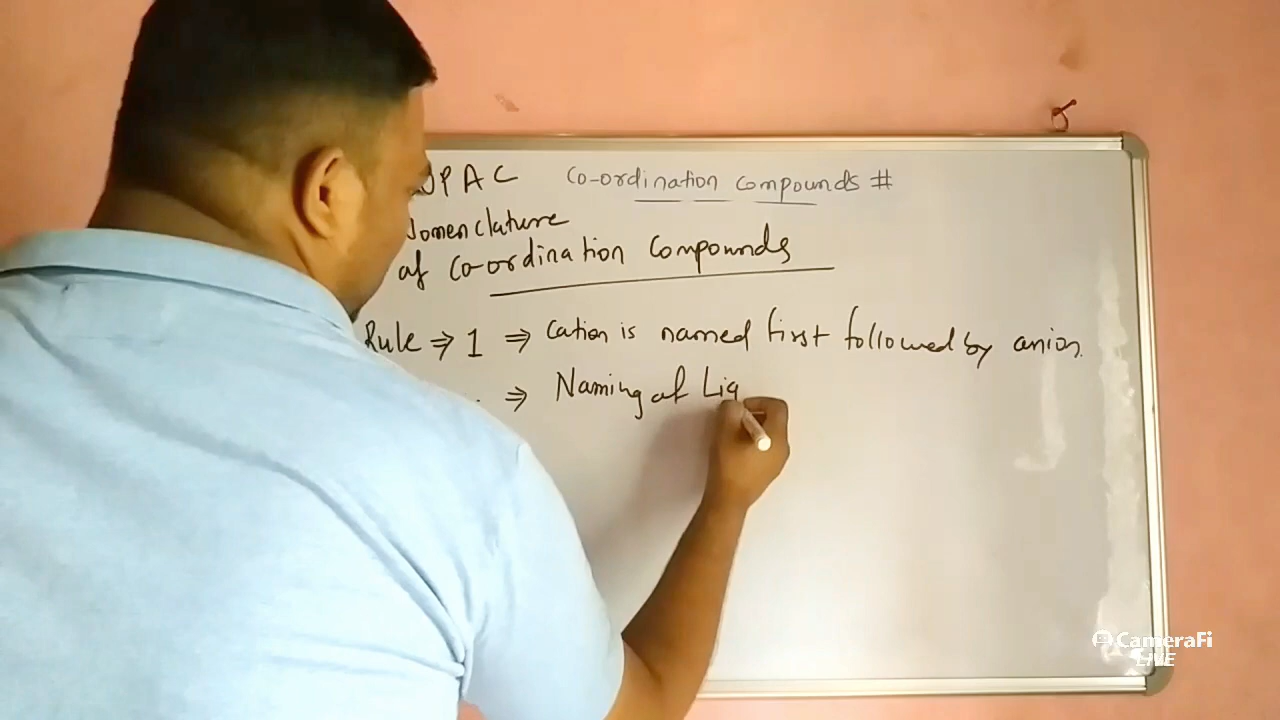 UPAC Co-ordination Compounds #
Nomenclature
of Co-ordination Compounds
Rule ⇒ 1 ⇒ Cation is named first followed by anion.
⇒ Naming of Lig
CameraFi
LIVE